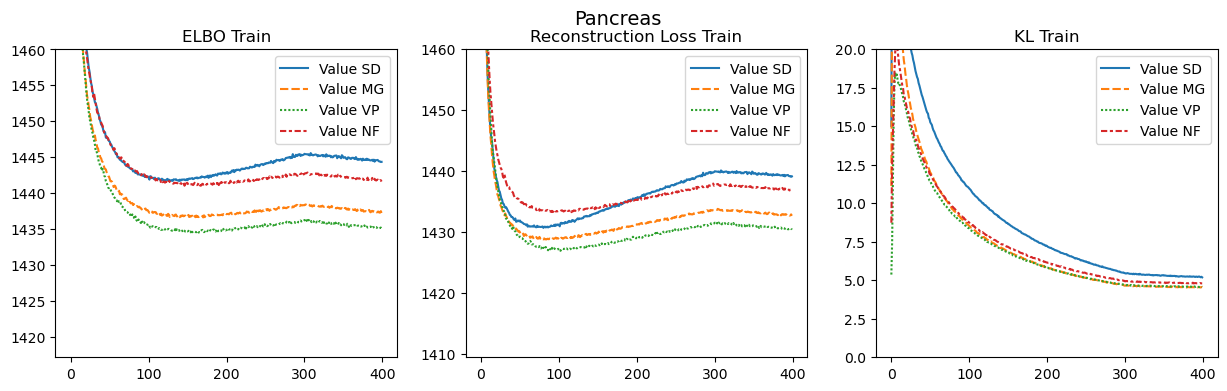 Pancreas
ELBO Train
1460
1455
1450
1445
1440
1435
1430
1425
1420
0
100
200
300
400
Value SD
Value MG
Value VP
Value NF
Reconstruction Loss Train
1460
1450
1440
1430
1420
1410
0
100
200
300
400
Value SD
Value MG
Value VP
Value NF
KL Train
20.0
17.5
15.0
12.5
10.0
7.5
5.0
2.5
0.0
0
100
200
300
400
Value SD
Value MG
Value VP
Value NF